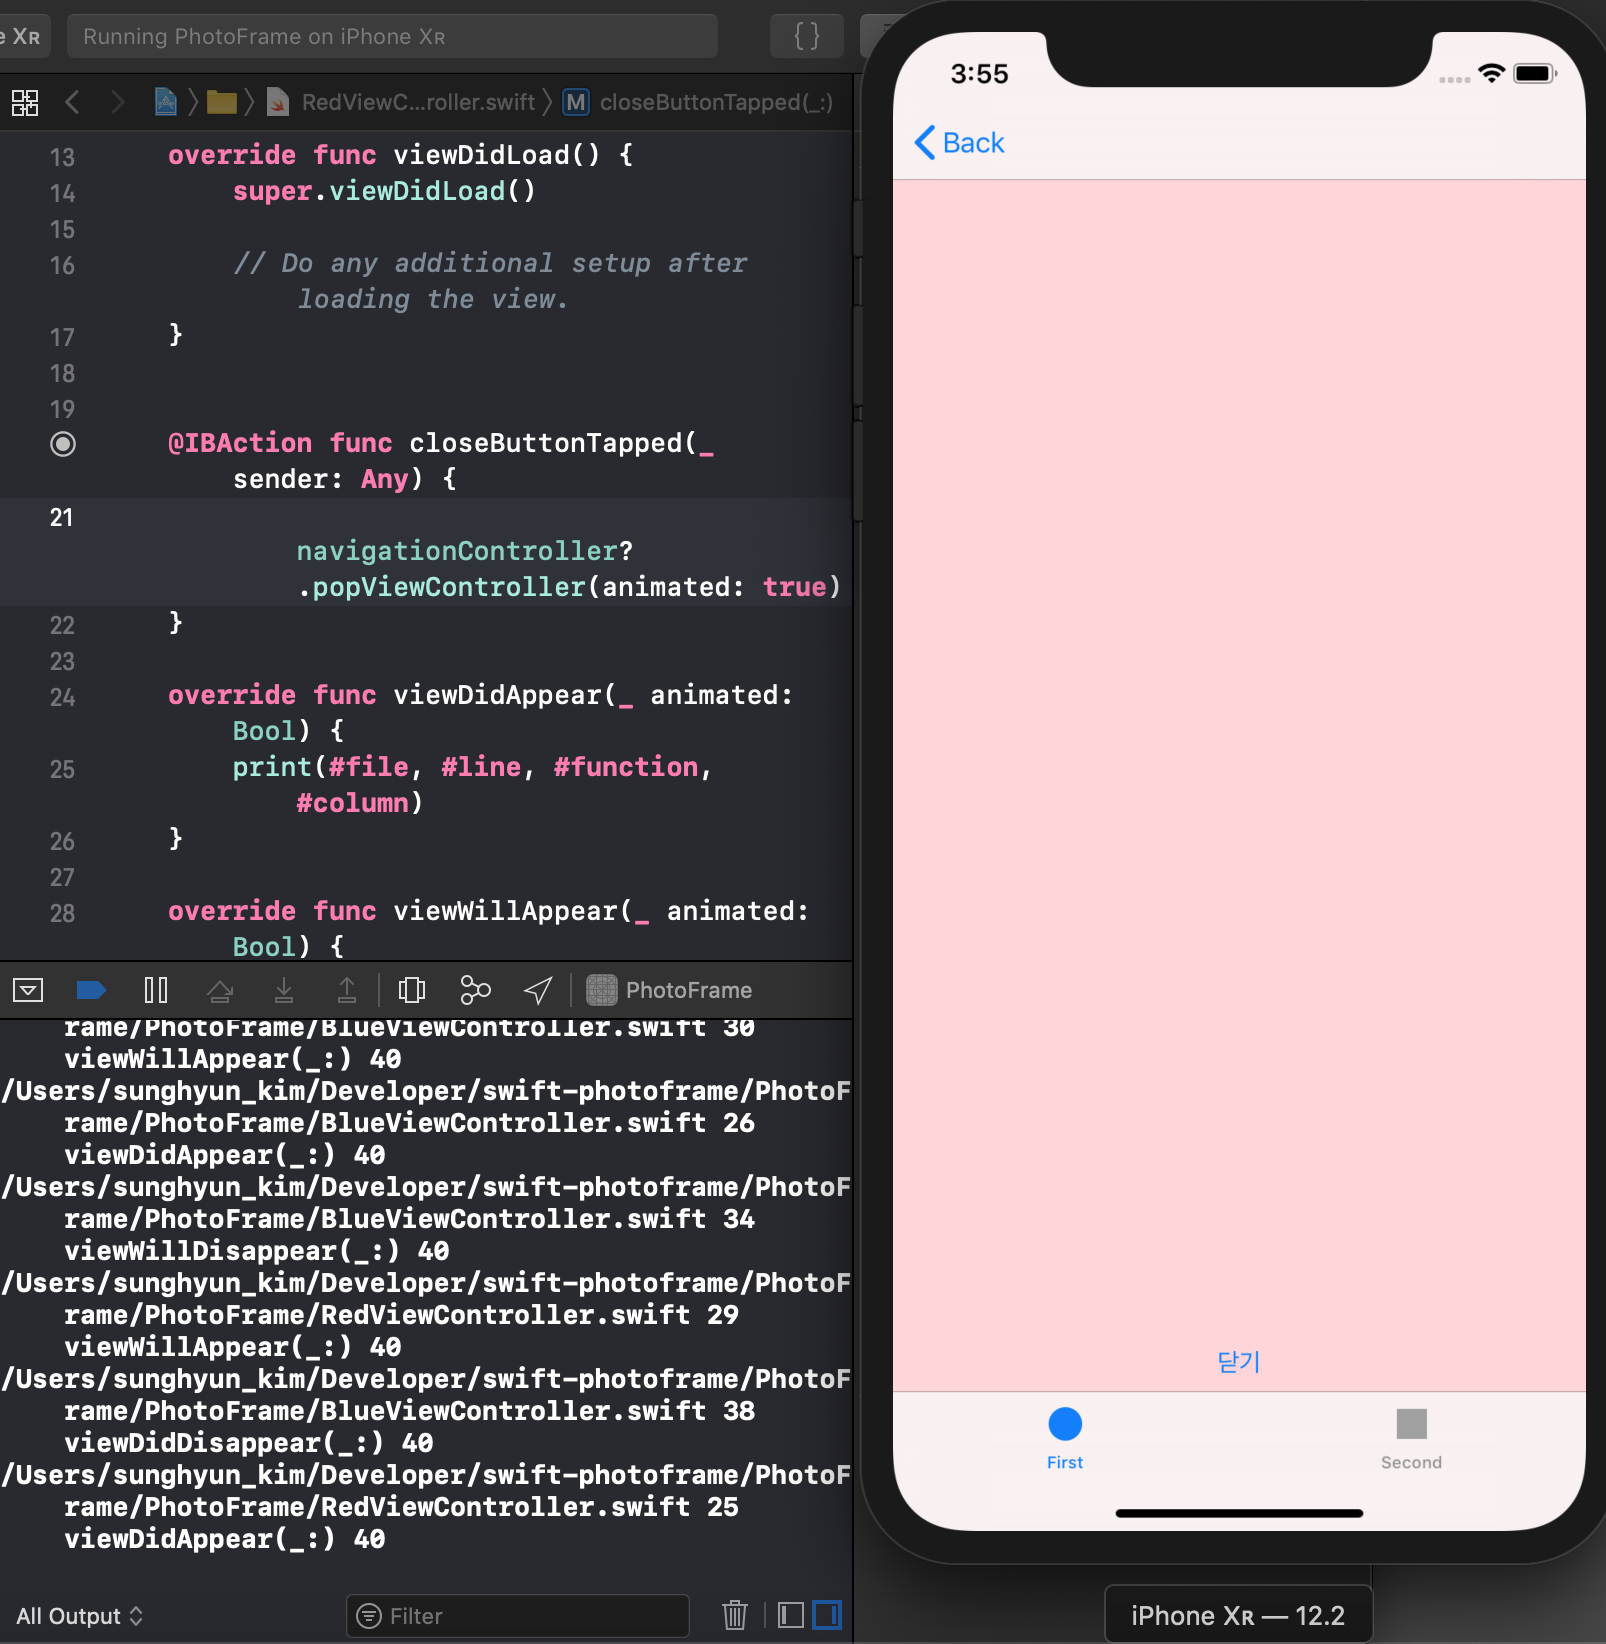 e XR
Running PhotoFrame on iPhone XR
{ }
RedViewC...roller.swift
M
closeButtonTapped(_:)
13 override func viewDidLoad() {
14 super.viewDidLoad()
15
16 // Do any additional setup after
loading the view.
17 }
18
19
@IBAction func closeButtonTapped(_
sender: Any) {
21
navigationController?
.popViewController(animated: true)
22 }
23
24 override func viewDidAppear(_ animated:
Bool) {
25 print(#file, #line, #function,
#column)
26 }
27
28 override func viewWillAppear(_ animated:
Bool) {
PhotoFrame
rame/PhotoFrame/BlueViewController.swift 30
viewWillAppear(_:) 40
/Users/sunghyun_kim/Developer/swift-photoframe/PhotoF
rame/PhotoFrame/BlueViewController.swift 26
viewDidAppear(_:) 40
/Users/sunghyun_kim/Developer/swift-photoframe/PhotoF
rame/PhotoFrame/BlueViewController.swift 34
viewWillDisappear(_:) 40
/Users/sunghyun_kim/Developer/swift-photoframe/PhotoF
rame/PhotoFrame/RedViewController.swift 29
viewWillAppear(_:) 40
/Users/sunghyun_kim/Developer/swift-photoframe/PhotoF
rame/PhotoFrame/BlueViewController.swift 38
viewDidDisappear(_:) 40
/Users/sunghyun_kim/Developer/swift-photoframe/PhotoF
rame/PhotoFrame/RedViewController.swift 25
viewDidAppear(_:) 40
All Output
Filter
3:55
Back
닫기
First
Second
iPhone XR — 12.2